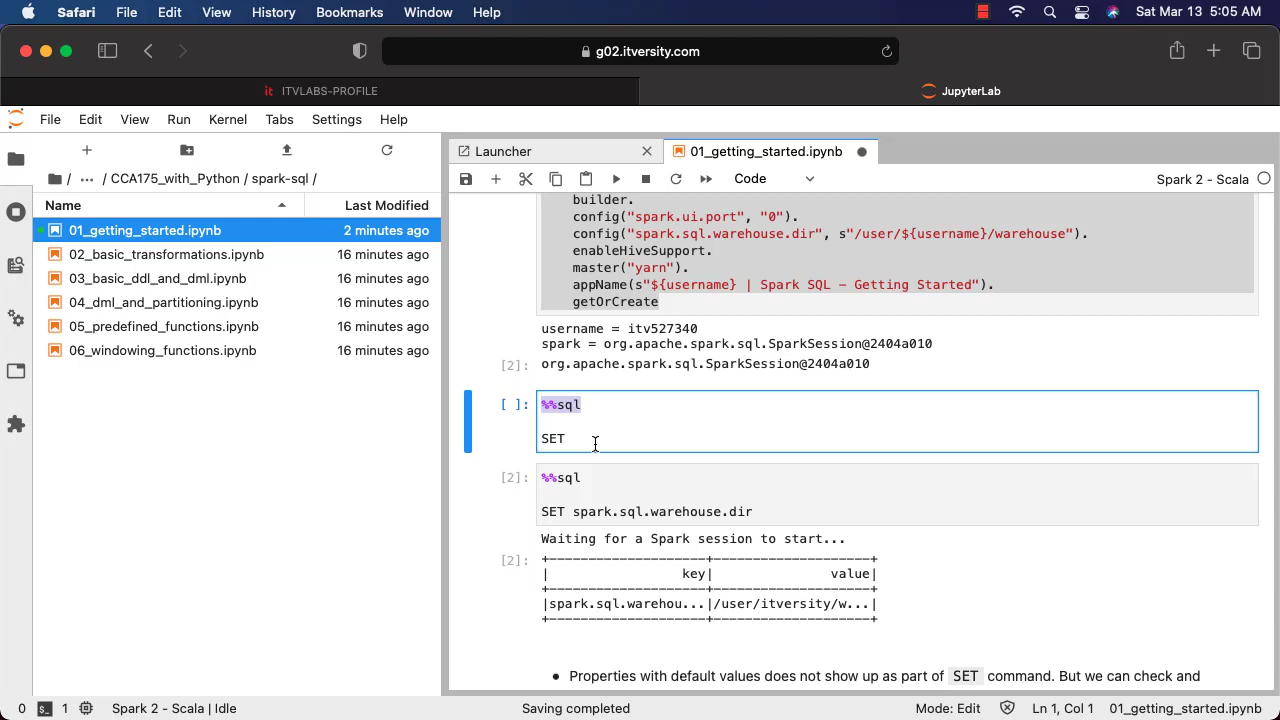 Safari File Edit View History Bookmarks Window Help Sat Mar 13 5:05 AM
g02.itversity.com
it ITVLABS-PROFILE JupyterLab
File Edit View Run Kernel Tabs Settings Help
Launcher 01_getting_started.ipynb
/ ... / CCA175_with_Python / spark-sql /
Code Spark 2 - Scala
Name Last Modified
01_getting_started.ipynb 2 minutes ago
02_basic_transformations.ipynb 16 minutes ago
03_basic_ddl_and_dml.ipynb 16 minutes ago
04_dml_and_partitioning.ipynb 16 minutes ago
05_predefined_functions.ipynb 16 minutes ago
06_windowing_functions.ipynb 16 minutes ago
builder.
config("spark.ui.port", "0").
config("spark.sql.warehouse.dir", s"/user/${username}/warehouse").
enableHiveSupport.
master("yarn").
appName(s"${username} | Spark SQL - Getting Started").
getOrCreate
username = itv527340
spark = org.apache.spark.sql.SparkSession@2404a010
[2]: org.apache.spark.sql.SparkSession@2404a010
[ ]: %%sql
SET
[2]: %%sql
SET spark.sql.warehouse.dir
Waiting for a Spark session to start...
[2]: +--------------------+--------------------+
| key| value|
+--------------------+--------------------+
|spark.sql.warehou...|/user/itversity/w...|
+--------------------+--------------------+
• Properties with default values does not show up as part of SET command. But we can check and
0 1 Spark 2 - Scala | Idle Saving completed Mode: Edit Ln 1, Col 1 01_getting_started.ipynb